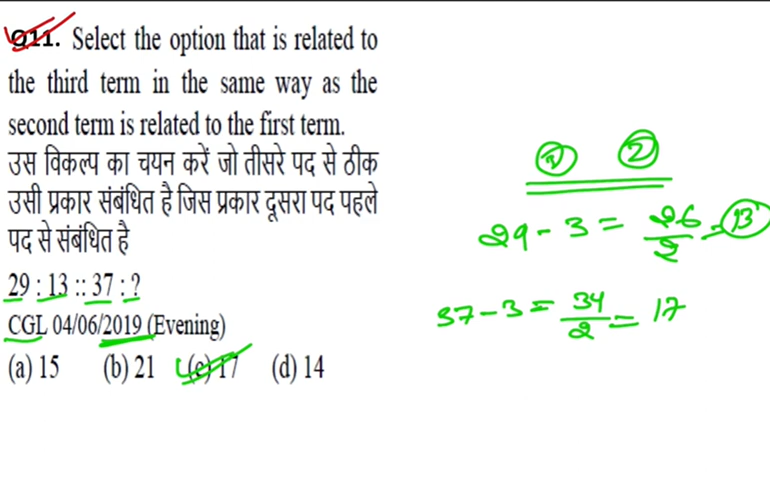 Q11. Select the option that is related to
the third term in the same way as the
second term is related to the first term.
उस विकल्प का चयन करें जो तीसरे पद से ठीक
उसी प्रकार संबंधित है जिस प्रकार दूसरा पद पहले
पद से संबंधित है
29 : 13 :: 37 : ?
CGL 04/06/2019 (Evening)
(a) 15 (b) 21 (c) 17 (d) 14
2
29 - 3 = 26/2 = 13
37 - 3 = 34/2 = 17